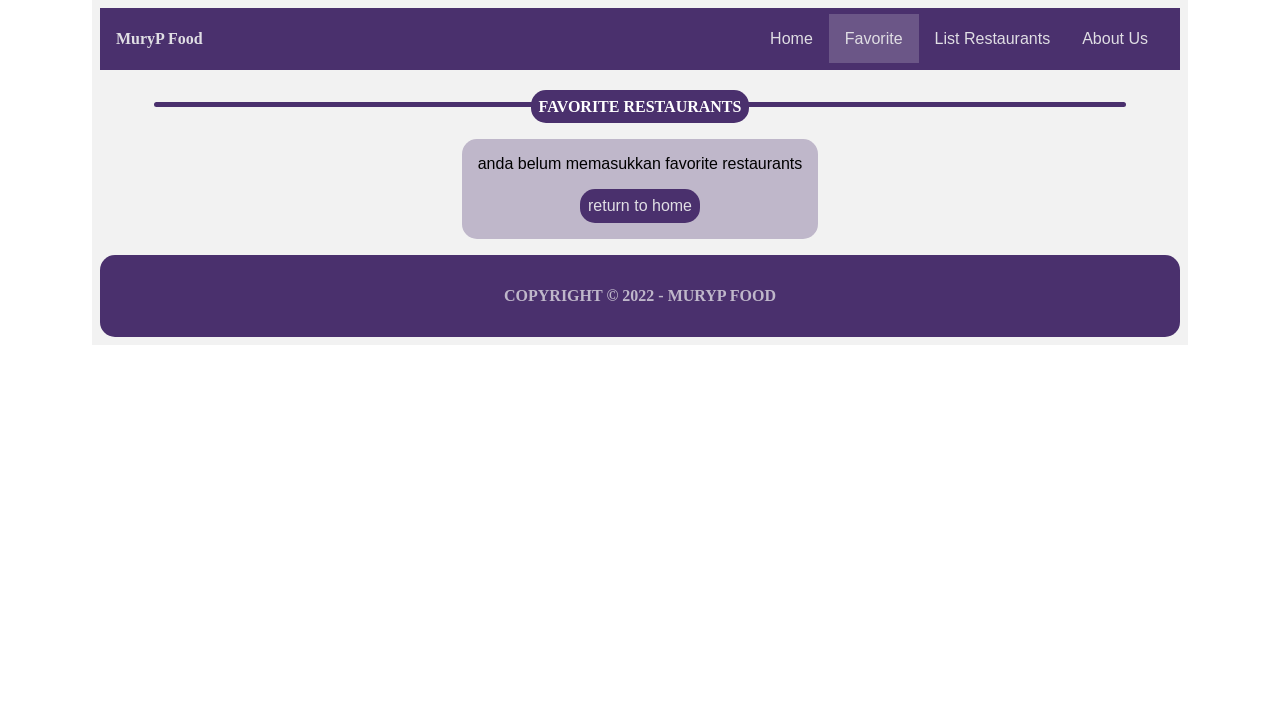 MuryP Food
Home
Favorite
List Restaurants
About Us
FAVORITE RESTAURANTS
anda belum memasukkan favorite restaurants
return to home
COPYRIGHT © 2022 - MURYP FOOD